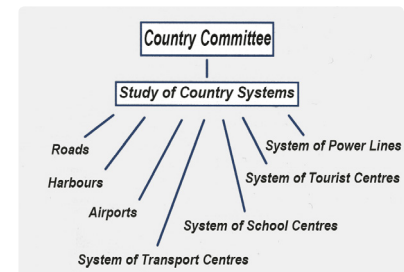 Country Committee
Study of Country Systems
Roads
Harbours
Airports
System of Transport Centres
System of School Centres
System of Tourist Centres
System of Power Lines